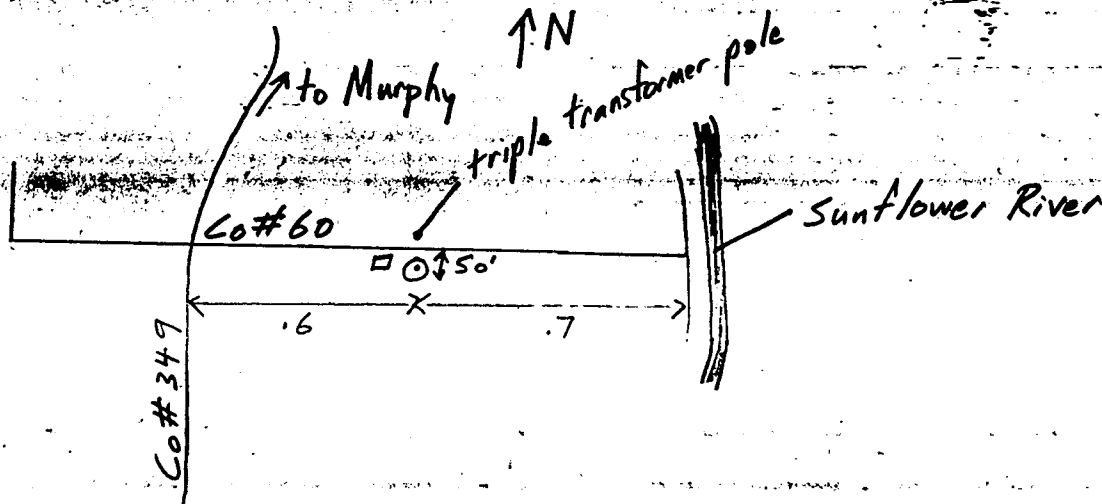 N
to Murphy
triple transformer pole
Co#60
50'
Sunflower River
.6
.7
Co#349